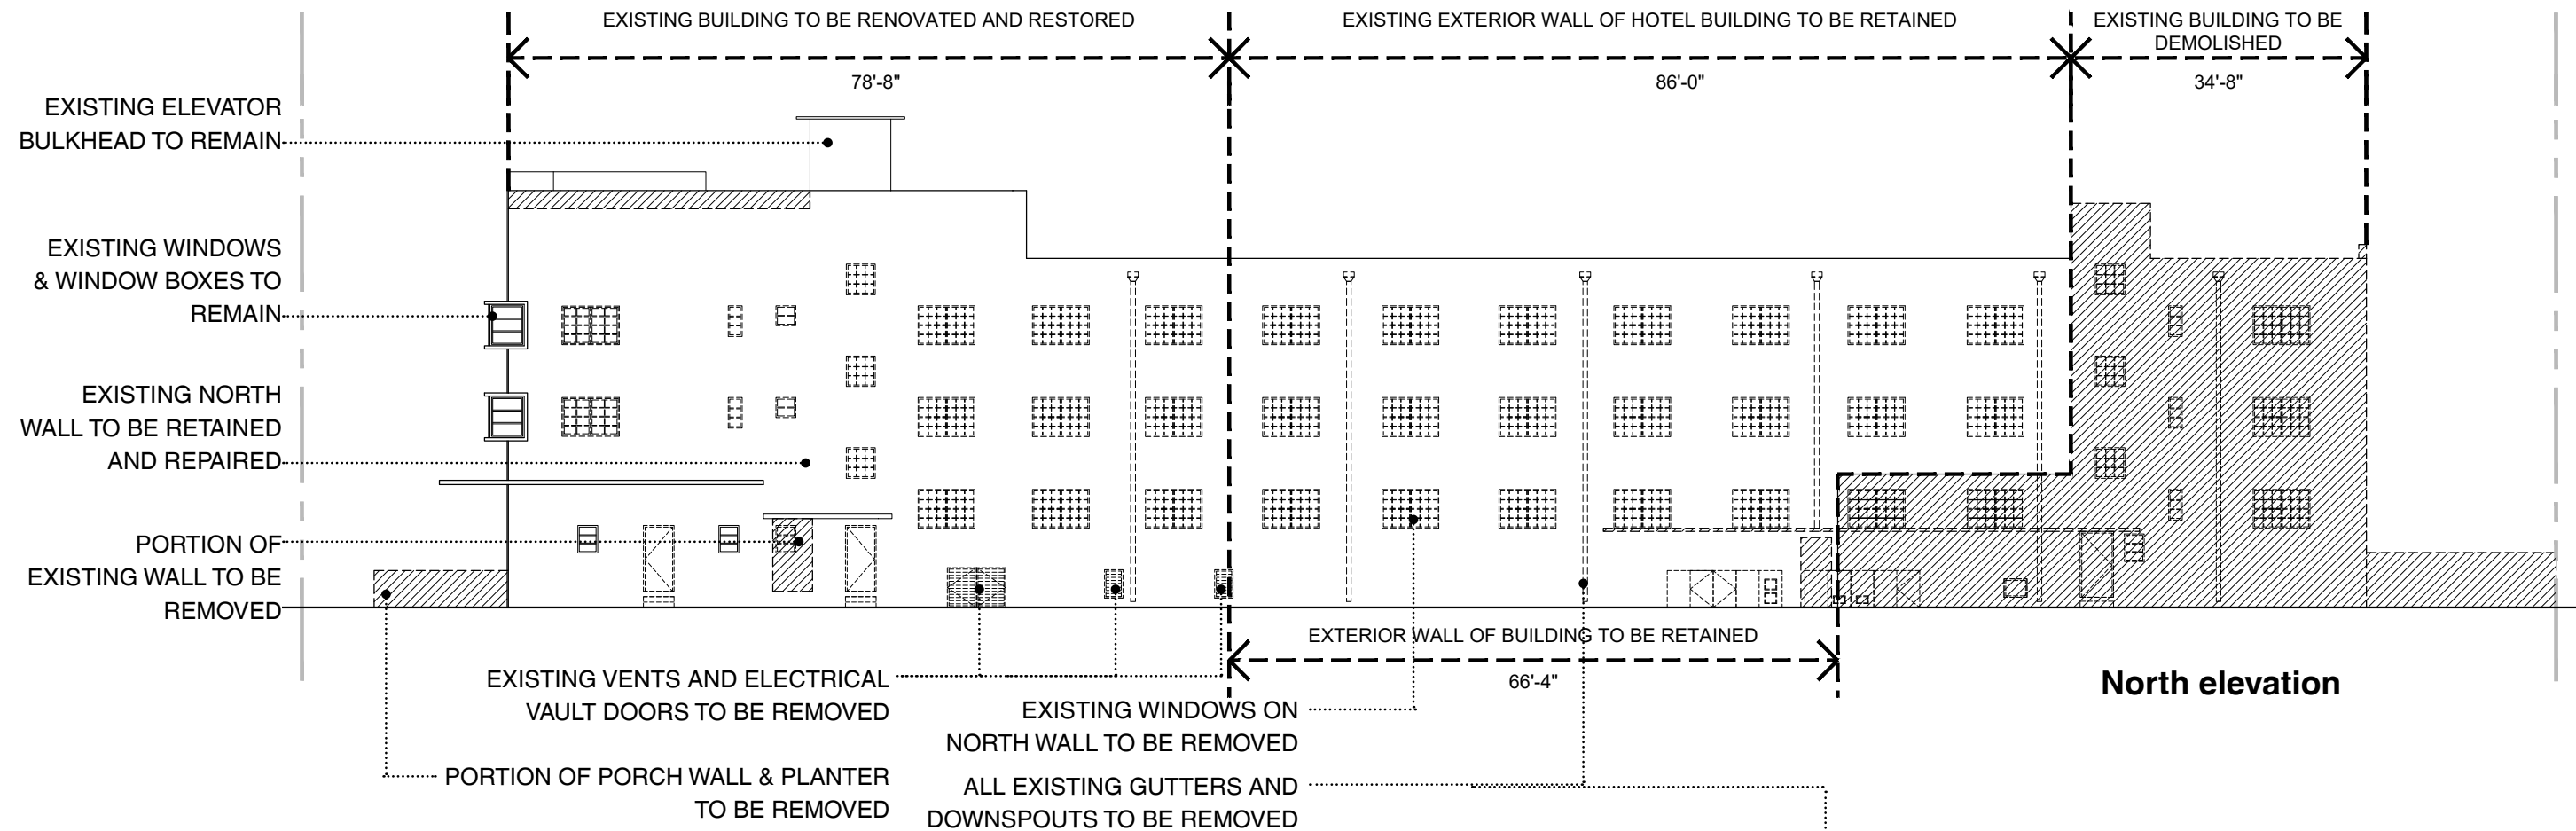 EXISTING BUILDING TO BE RENOVATED AND RESTORED
78'-8"
EXISTING EXTERIOR WALL OF HOTEL BUILDING TO BE RETAINED
86'-0"
EXISTING BUILDING TO BE
DEMOLISHED
34'-8"
EXISTING ELEVATOR
BULKHEAD TO REMAIN
EXISTING WINDOWS
& WINDOW BOXES TO
REMAIN
EXISTING NORTH
WALL TO BE RETAINED
AND REPAIRED
PORTION OF
EXISTING WALL TO BE
REMOVED
EXTERIOR WALL OF BUILDING TO BE RETAINED
66'-4"
EXISTING VENTS AND ELECTRICAL
VAULT DOORS TO BE REMOVED
PORTION OF PORCH WALL & PLANTER
TO BE REMOVED
EXISTING WINDOWS ON
NORTH WALL TO BE REMOVED
ALL EXISTING GUTTERS AND
DOWNSPOUTS TO BE REMOVED
North elevation